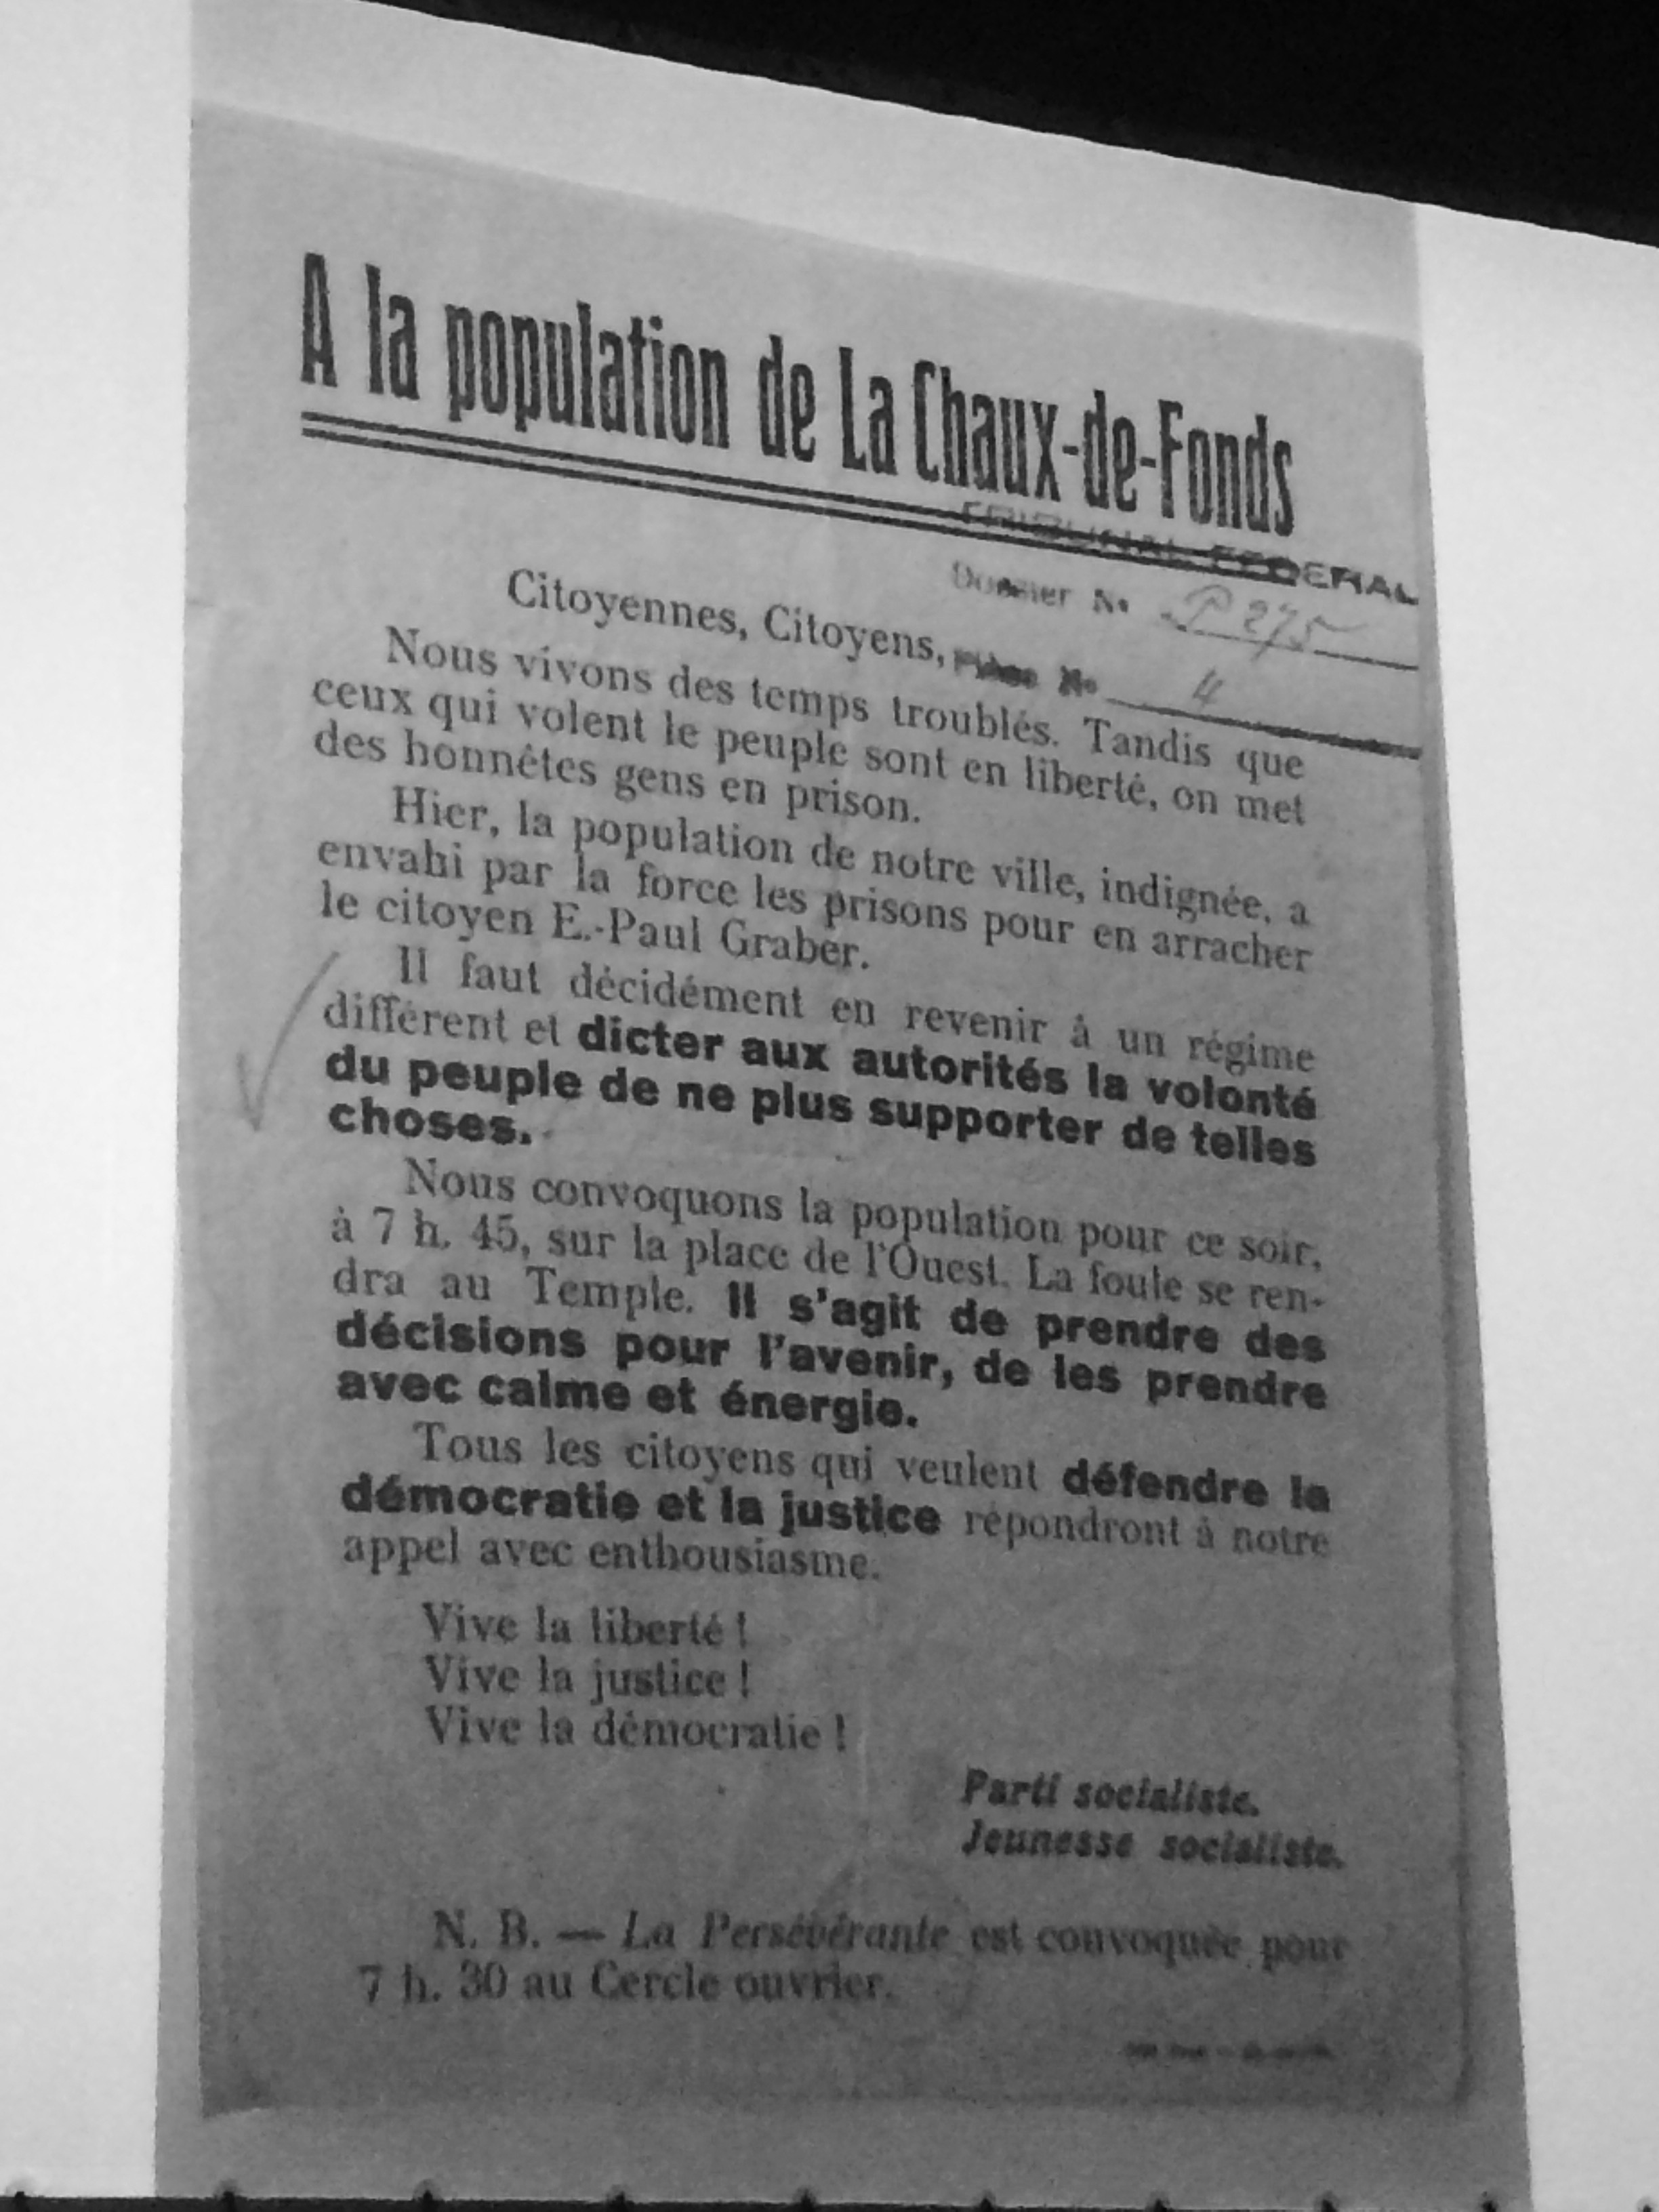 A la population de La Chaux-de-Fonds
TRIBUNAL FEDERAL
Dossier No P 275
Citoyennes, Citoyens,
Pièce No 4
Nous vivons des temps troublés. Tandis que
ceux qui volent le peuple sont en liberté, on met
des honnêtes gens en prison.
Hier, la population de notre ville, indignée, a
envahi par la force les prisons pour en arracher
le citoyen E.-Paul Graber.
Il faut décidément en revenir à un régime
différent et dicter aux autorités la volonté
du peuple de ne plus supporter de telles
choses.
Nous convoquons la population pour ce soir,
à 7 h. 45, sur la place de l'Ouest. La foule se ren-
dra au Temple. Il s'agit de prendre des
décisions pour l'avenir, de les prendre
avec calme et énergie.
Tous les citoyens qui veulent défendre la
démocratie et la justice répondront à notre
appel avec enthousiasme.
Vive la liberté !
Vive la justice !
Vive la démocratie !
Parti socialiste.
Jeunesse socialiste.
N. B. — La Persévérante est convoquée pour
7 h. 30 au Cercle ouvrier.